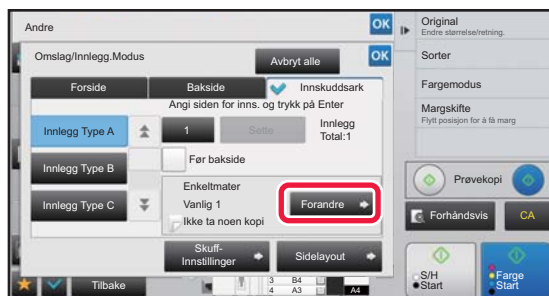 Andre
OK
Omslag/Innlegg.Modus
Avbryt alle
OK
Forside
Bakside
Innskuddsark
Angi siden for inns. og trykk på Enter
Innlegg Type A
1
Sette
Innlegg
Total:1
Før bakside
Innlegg Type B
Enkeltmater
Vanlig 1
Forandre
Innlegg Type C
Ikke ta noen kopi
Skuff-
Innstillinger
Sidelayout
Tilbake
3 B4
4 A3
A4
Original
Endre størrelse/retning.
Sorter
Fargemodus
Margskifte
Flytt posisjon for å få marg
Prøvekopi
Forhåndsvis
CA
S/H
Start
Farge
Start